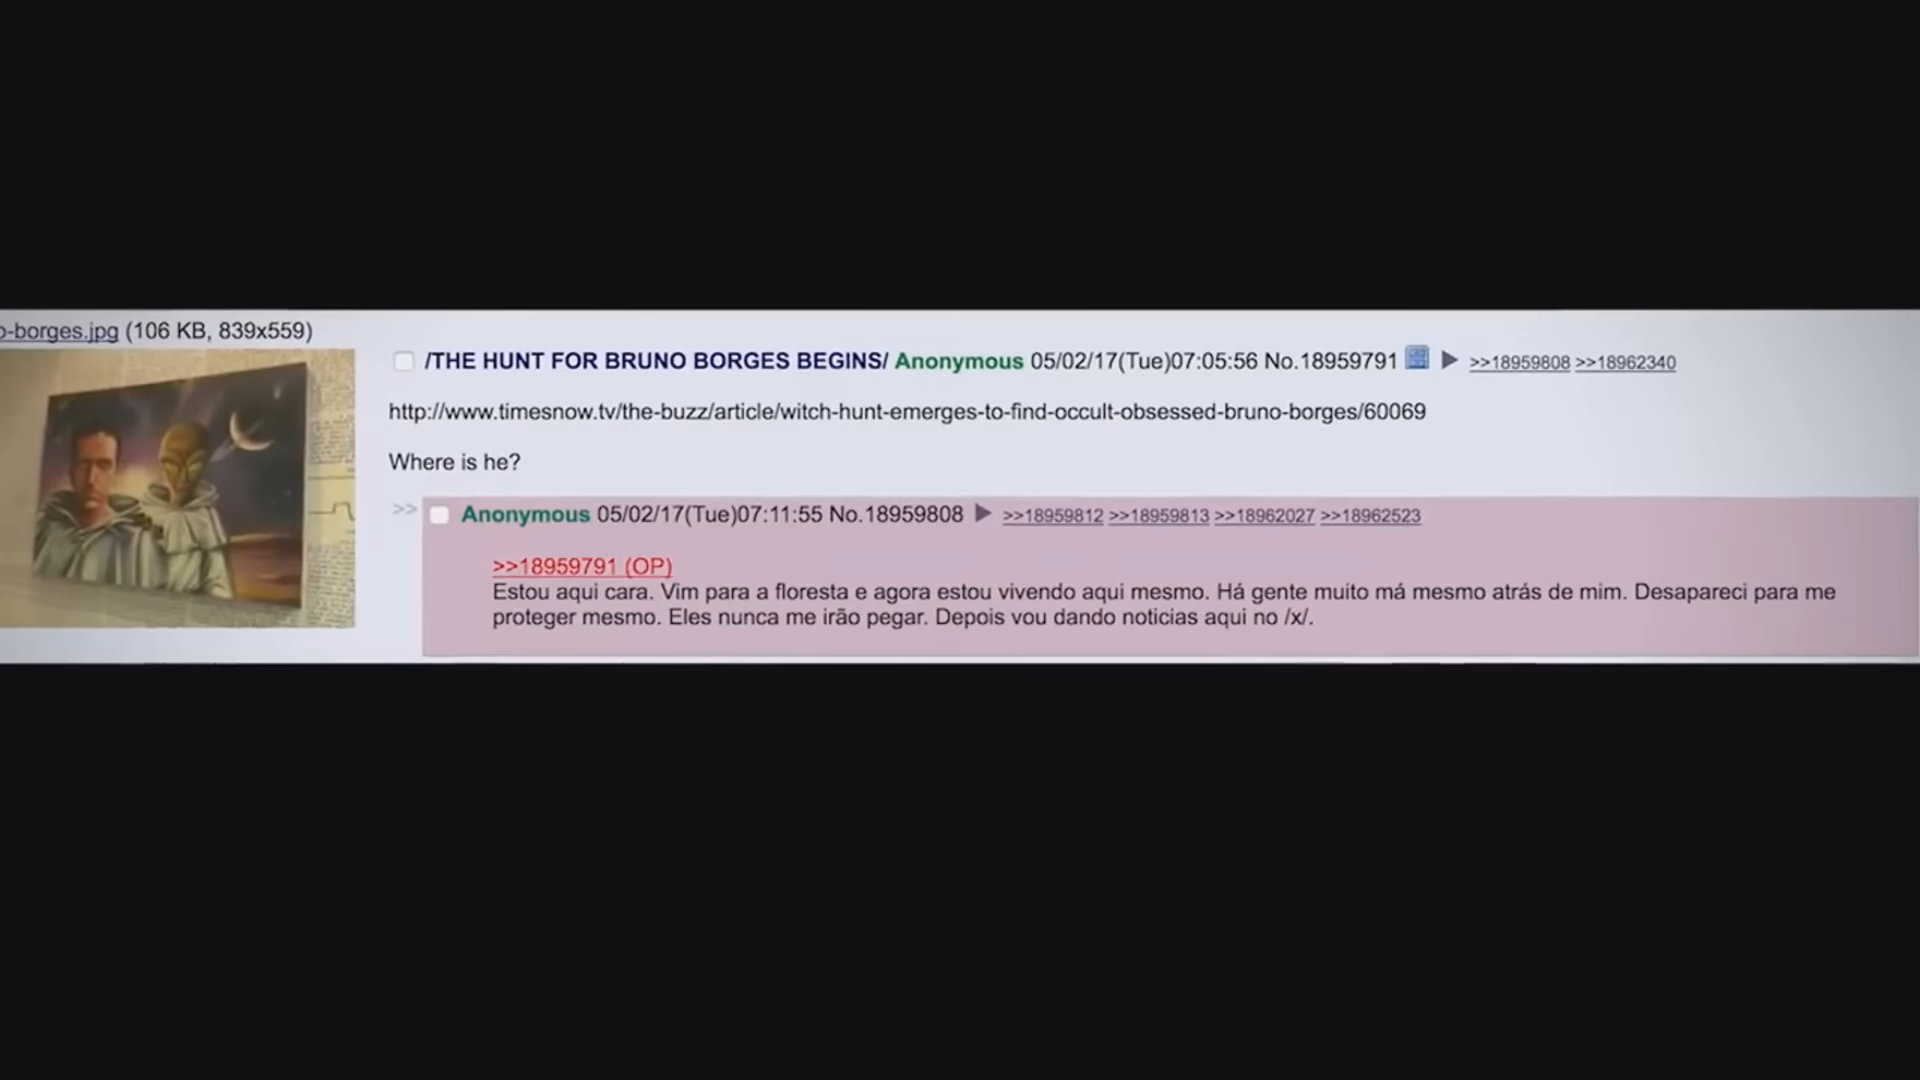 o-borges.jpg (106 KB, 839x559)
/THE HUNT FOR BRUNO BORGES BEGINS/ Anonymous 05/02/17(Tue)07:05:56 No.18959791 >>18959808 >>18962340
http://www.timesnow.tv/the-buzz/article/witch-hunt-emerges-to-find-occult-obsessed-bruno-borges/60069
Where is he?
>> Anonymous 05/02/17(Tue)07:11:55 No.18959808 >>18959812 >>18959813 >>18962027 >>18962523
>>18959791 (OP)
Estou aqui cara. Vim para a floresta e agora estou vivendo aqui mesmo. Há gente muito má mesmo atrás de mim. Desapareci para me
proteger mesmo. Eles nunca me irão pegar. Depois vou dando noticias aqui no /x/.